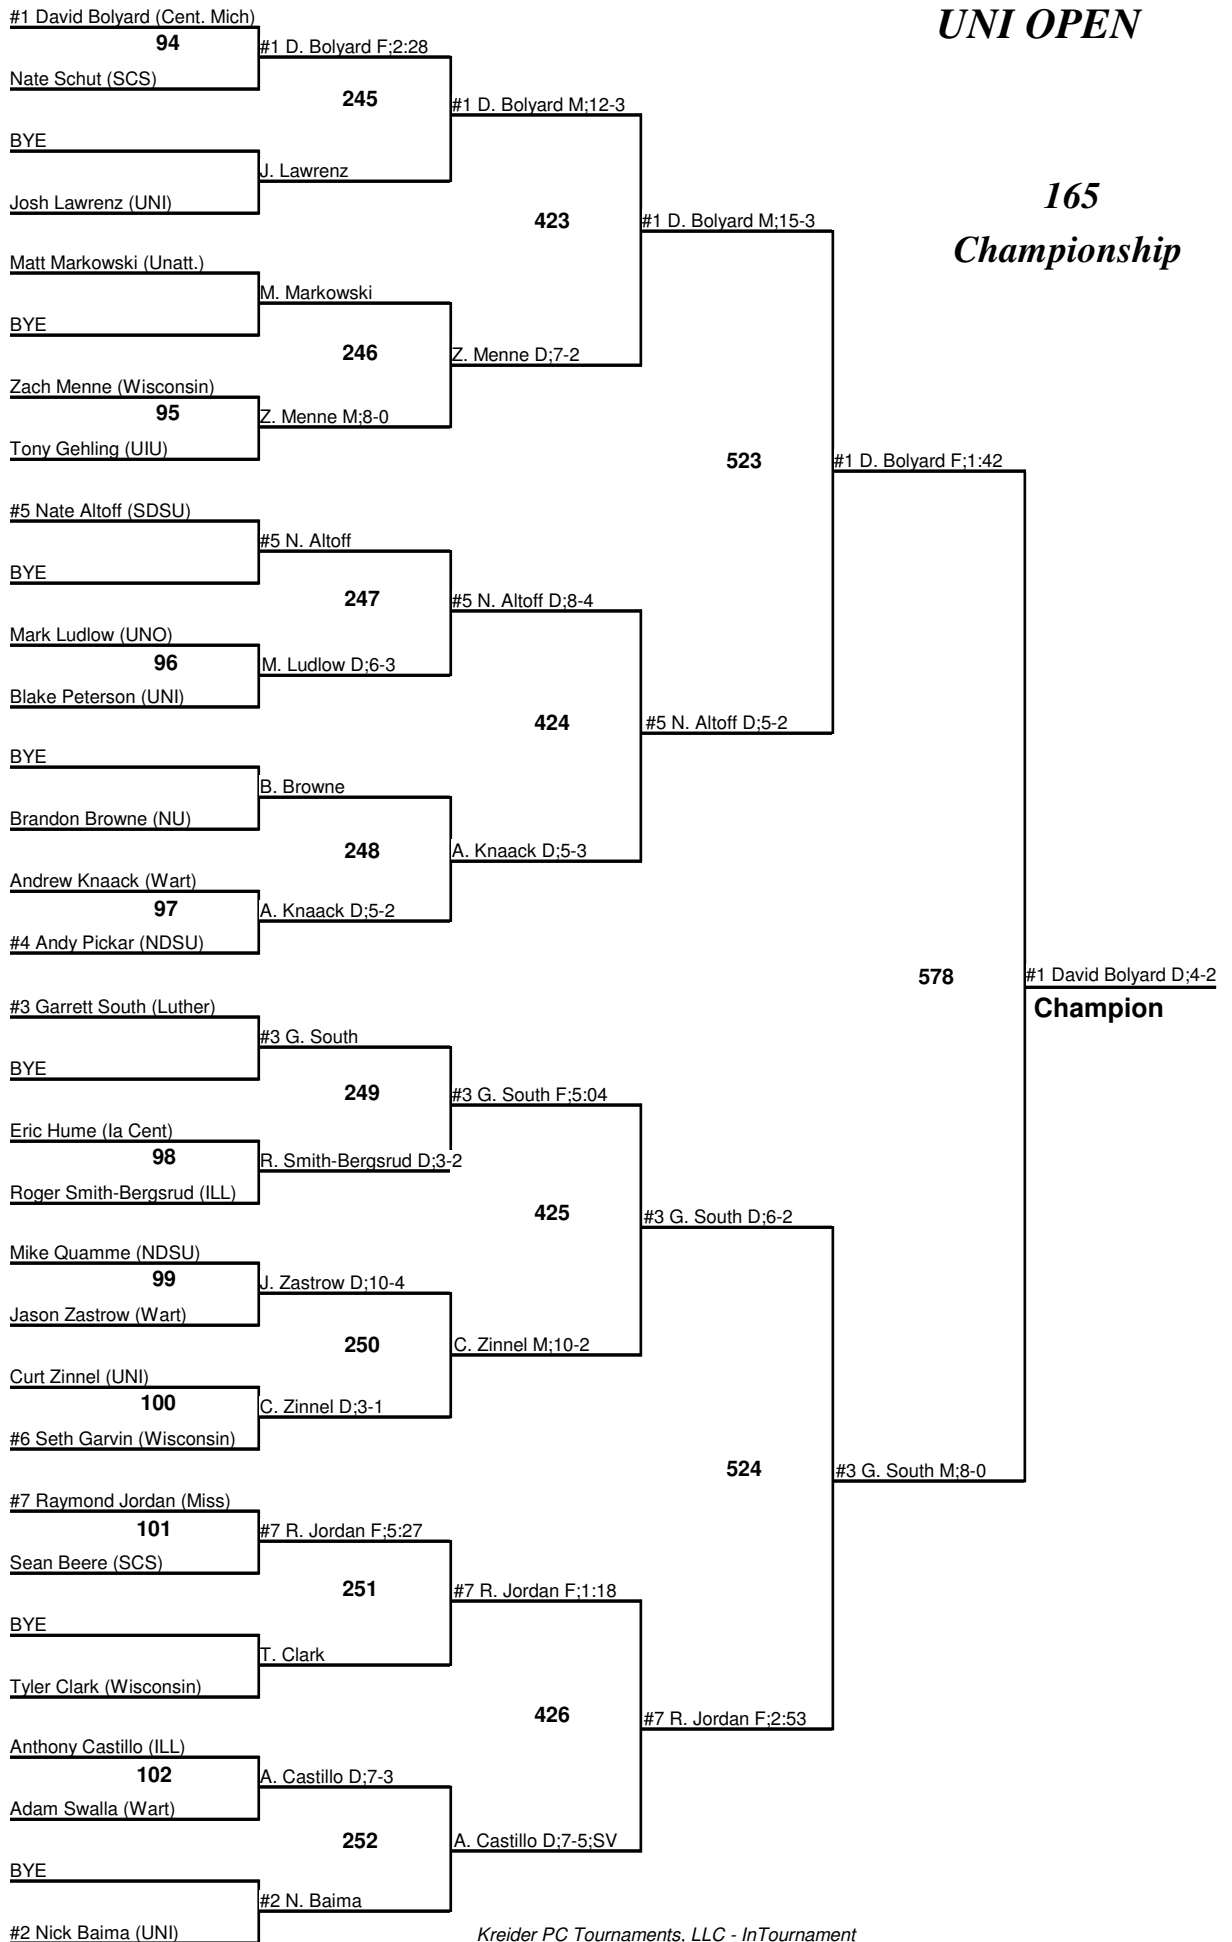 UNI OPEN
165
Championship
#1 David Bolyard (Cent. Mich)
94
#1 D. Bolyard F;2:28
Nate Schut (SCS)
245
#1 D. Bolyard M;12-3
BYE
J. Lawrenz
Josh Lawrenz (UNI)
423
#1 D. Bolyard M;15-3
Matt Markowski (Unatt.)
M. Markowski
BYE
246
Z. Menne D;7-2
Zach Menne (Wisconsin)
95
Z. Menne M;8-0
Tony Gehling (UIU)
523
#1 D. Bolyard F;1:42
#5 Nate Altoff (SDSU)
#5 N. Altoff
BYE
247
#5 N. Altoff D;8-4
Mark Ludlow (UNO)
96
M. Ludlow D;6-3
Blake Peterson (UNI)
424
#5 N. Altoff D;5-2
BYE
B. Browne
Brandon Browne (NU)
248
A. Knaack D;5-3
Andrew Knaack (Wart)
97
A. Knaack D;5-2
#4 Andy Pickar (NDSU)
578
#1 David Bolyard D;4-2
Champion
#3 Garrett South (Luther)
#3 G. South
BYE
249
#3 G. South F;5:04
Eric Hume (Ia Cent)
98
R. Smith-Bergsrud D;3-2
Roger Smith-Bergsrud (ILL)
425
#3 G. South D;6-2
Mike Quamme (NDSU)
99
J. Zastrow D;10-4
Jason Zastrow (Wart)
250
C. Zinnel M;10-2
Curt Zinnel (UNI)
100
C. Zinnel D;3-1
#6 Seth Garvin (Wisconsin)
524
#3 G. South M;8-0
#7 Raymond Jordan (Miss)
101
#7 R. Jordan F;5:27
Sean Beere (SCS)
251
#7 R. Jordan F;1:18
BYE
T. Clark
Tyler Clark (Wisconsin)
426
#7 R. Jordan F;2:53
Anthony Castillo (ILL)
102
A. Castillo D;7-3
Adam Swalla (Wart)
252
A. Castillo D;7-5;SV
BYE
#2 N. Baima
#2 Nick Baima (UNI)
Kreider PC Tournaments, LLC - InTournament